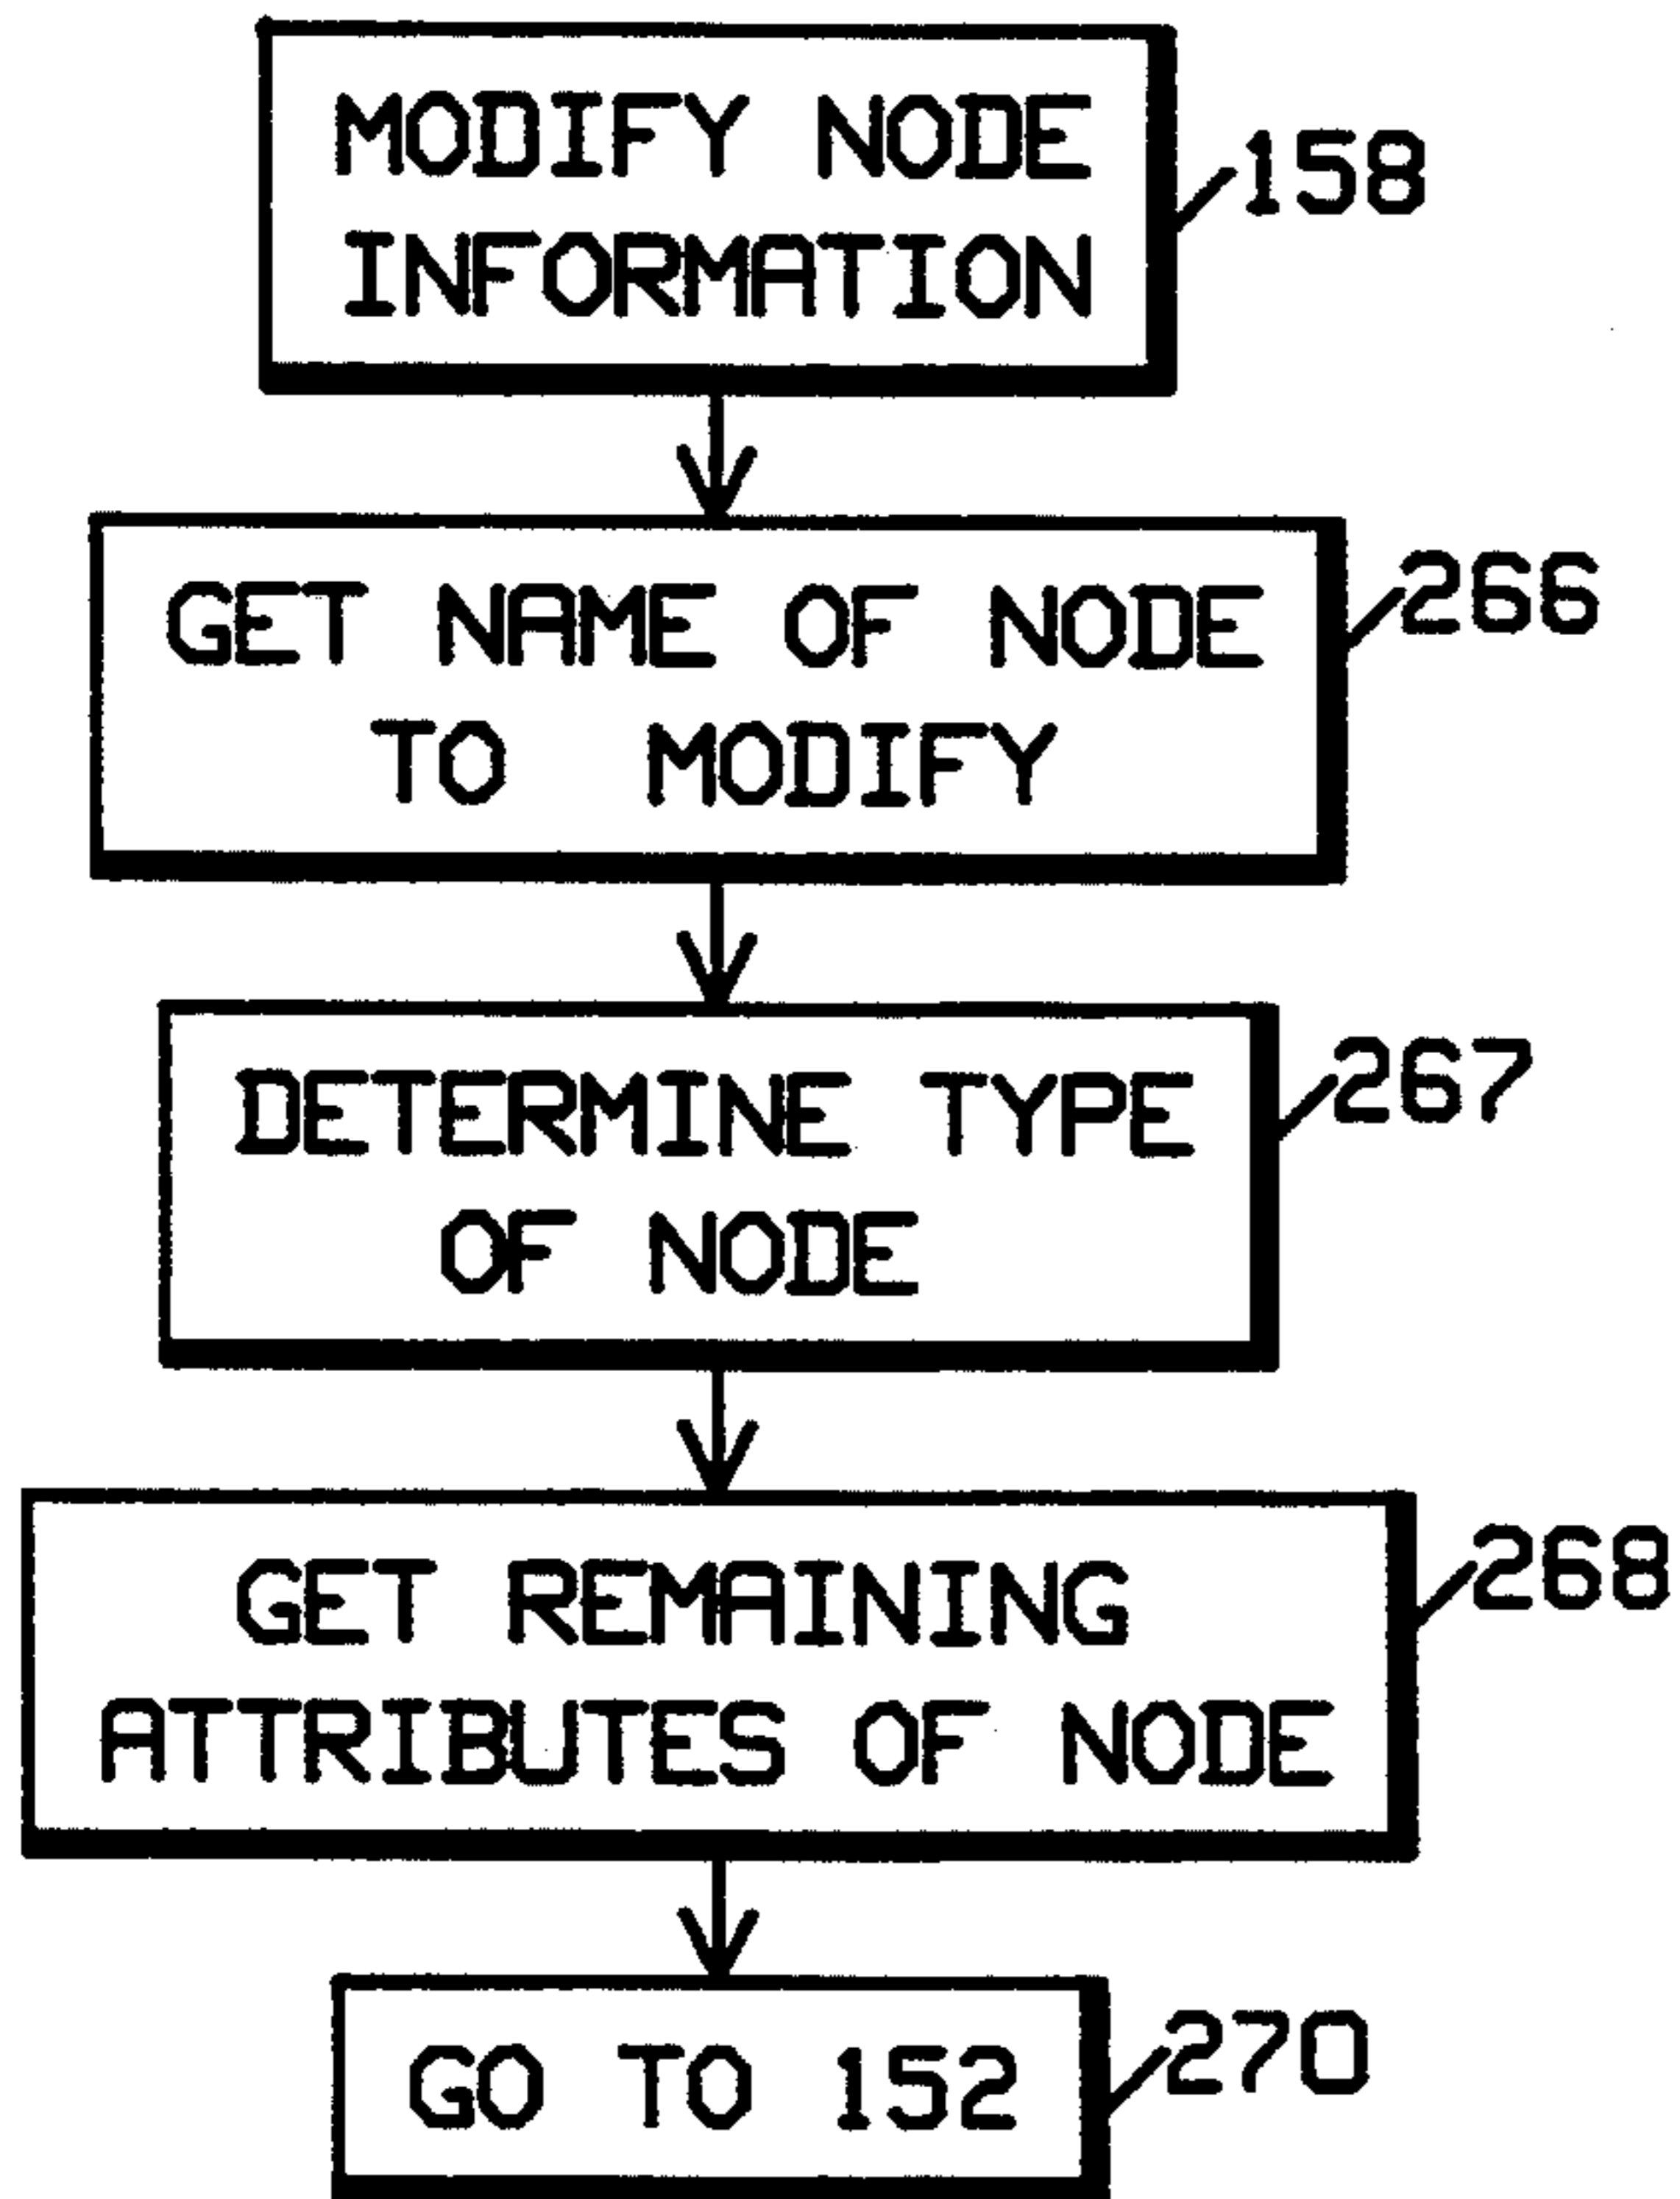 MODIFY NODE
INFORMATION
158
GET NAME OF NODE
TO MODIFY
266
DETERMINE TYPE
OF NODE
267
GET REMAINING
ATTRIBUTES OF NODE
268
GO TO 152
270